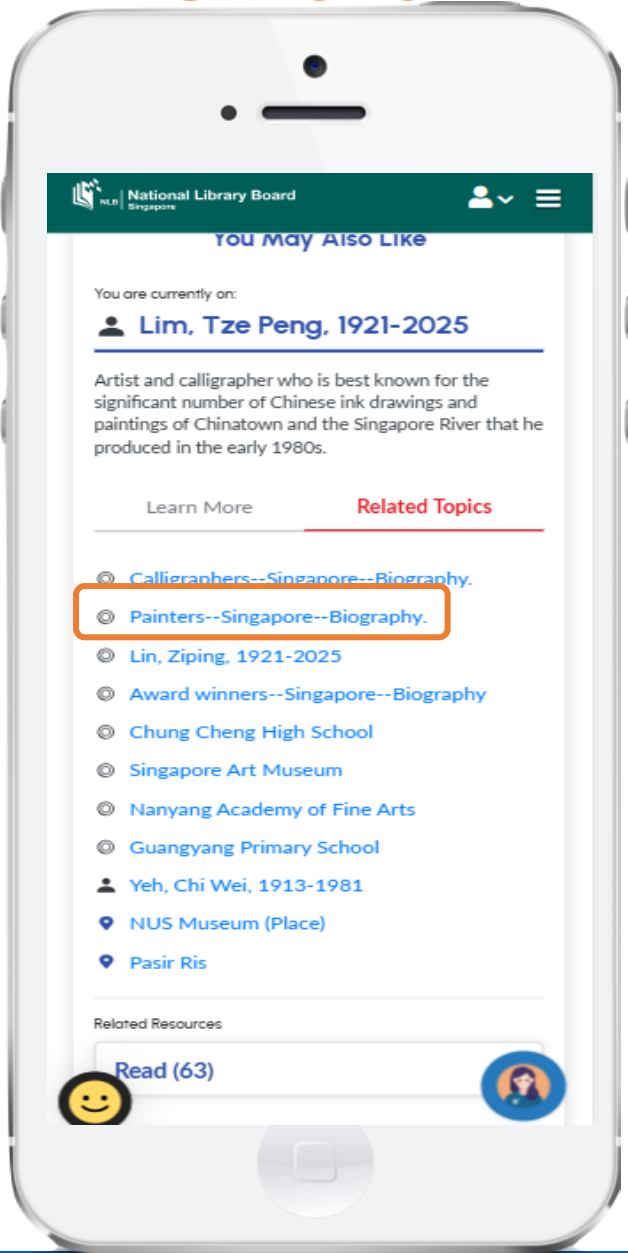 NLB National Library Board
Singapore
You May Also Like
You are currently on:
Lim, Tze Peng, 1921-2025
Artist and calligrapher who is best known for the
significant number of Chinese ink drawings and
paintings of Chinatown and the Singapore River that he
produced in the early 1980s.
Learn More Related Topics
Calligraphers--Singapore--Biography.
Painters--Singapore--Biography.
Lin, Ziping, 1921-2025
Award winners--Singapore--Biography
Chung Cheng High School
Singapore Art Museum
Nanyang Academy of Fine Arts
Guangyang Primary School
Yeh, Chi Wei, 1913-1981
NUS Museum (Place)
Pasir Ris
Related Resources
Read (63)